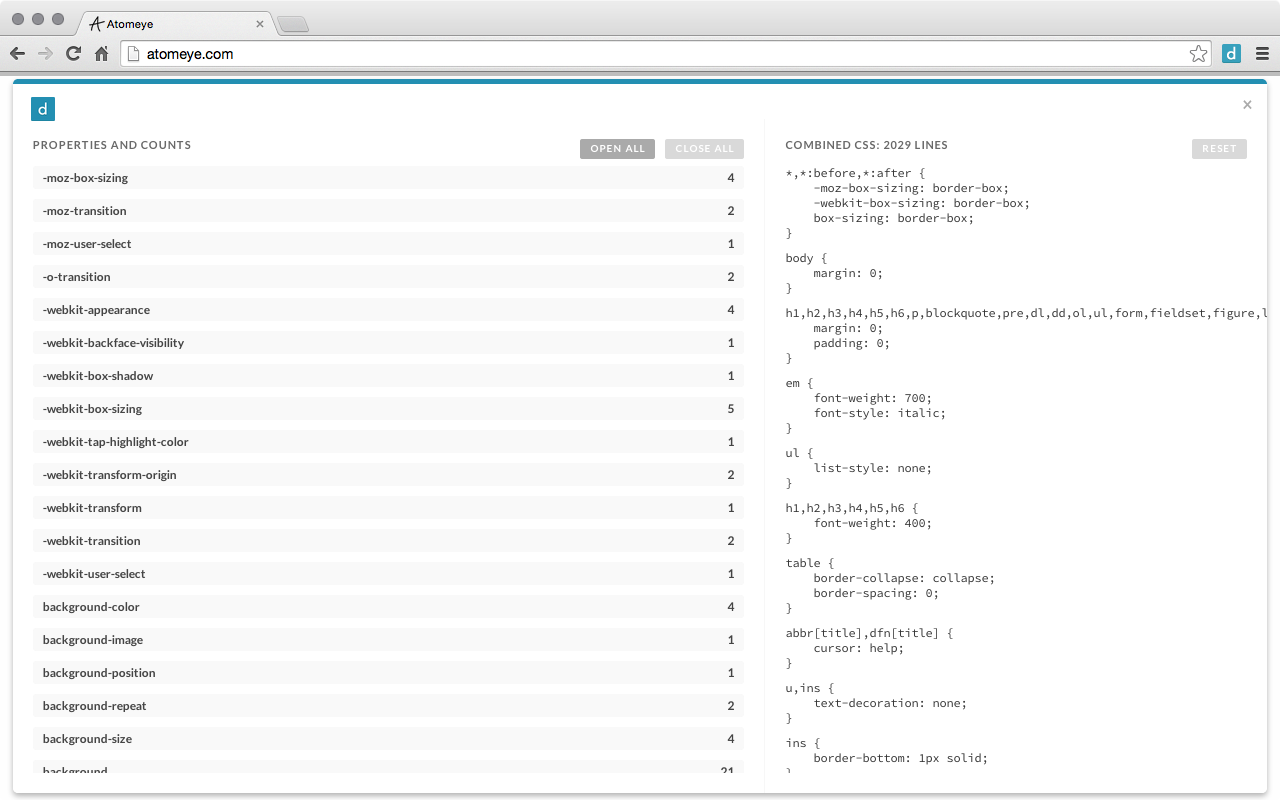 Atomeye
atomeye.com
d
d
PROPERTIES AND COUNTS
OPEN ALL
CLOSE ALL
-moz-box-sizing 4
-moz-transition 2
-moz-user-select 1
-o-transition 2
-webkit-appearance 4
-webkit-backface-visibility 1
-webkit-box-shadow 1
-webkit-box-sizing 5
-webkit-tap-highlight-color 1
-webkit-transform-origin 2
-webkit-transform 1
-webkit-transition 2
-webkit-user-select 1
background-color 4
background-image 1
background-position 1
background-repeat 2
background-size 4
background 21
COMBINED CSS: 2029 LINES
RESET
*,*:before,*:after {
    -moz-box-sizing: border-box;
    -webkit-box-sizing: border-box;
    box-sizing: border-box;
}
body {
    margin: 0;
}
h1,h2,h3,h4,h5,h6,p,blockquote,pre,dl,dd,ol,ul,form,fieldset,figure,l
    margin: 0;
    padding: 0;
}
em {
    font-weight: 700;
    font-style: italic;
}
ul {
    list-style: none;
}
h1,h2,h3,h4,h5,h6 {
    font-weight: 400;
}
table {
    border-collapse: collapse;
    border-spacing: 0;
}
abbr[title],dfn[title] {
    cursor: help;
}
u,ins {
    text-decoration: none;
}
ins {
    border-bottom: 1px solid;
}